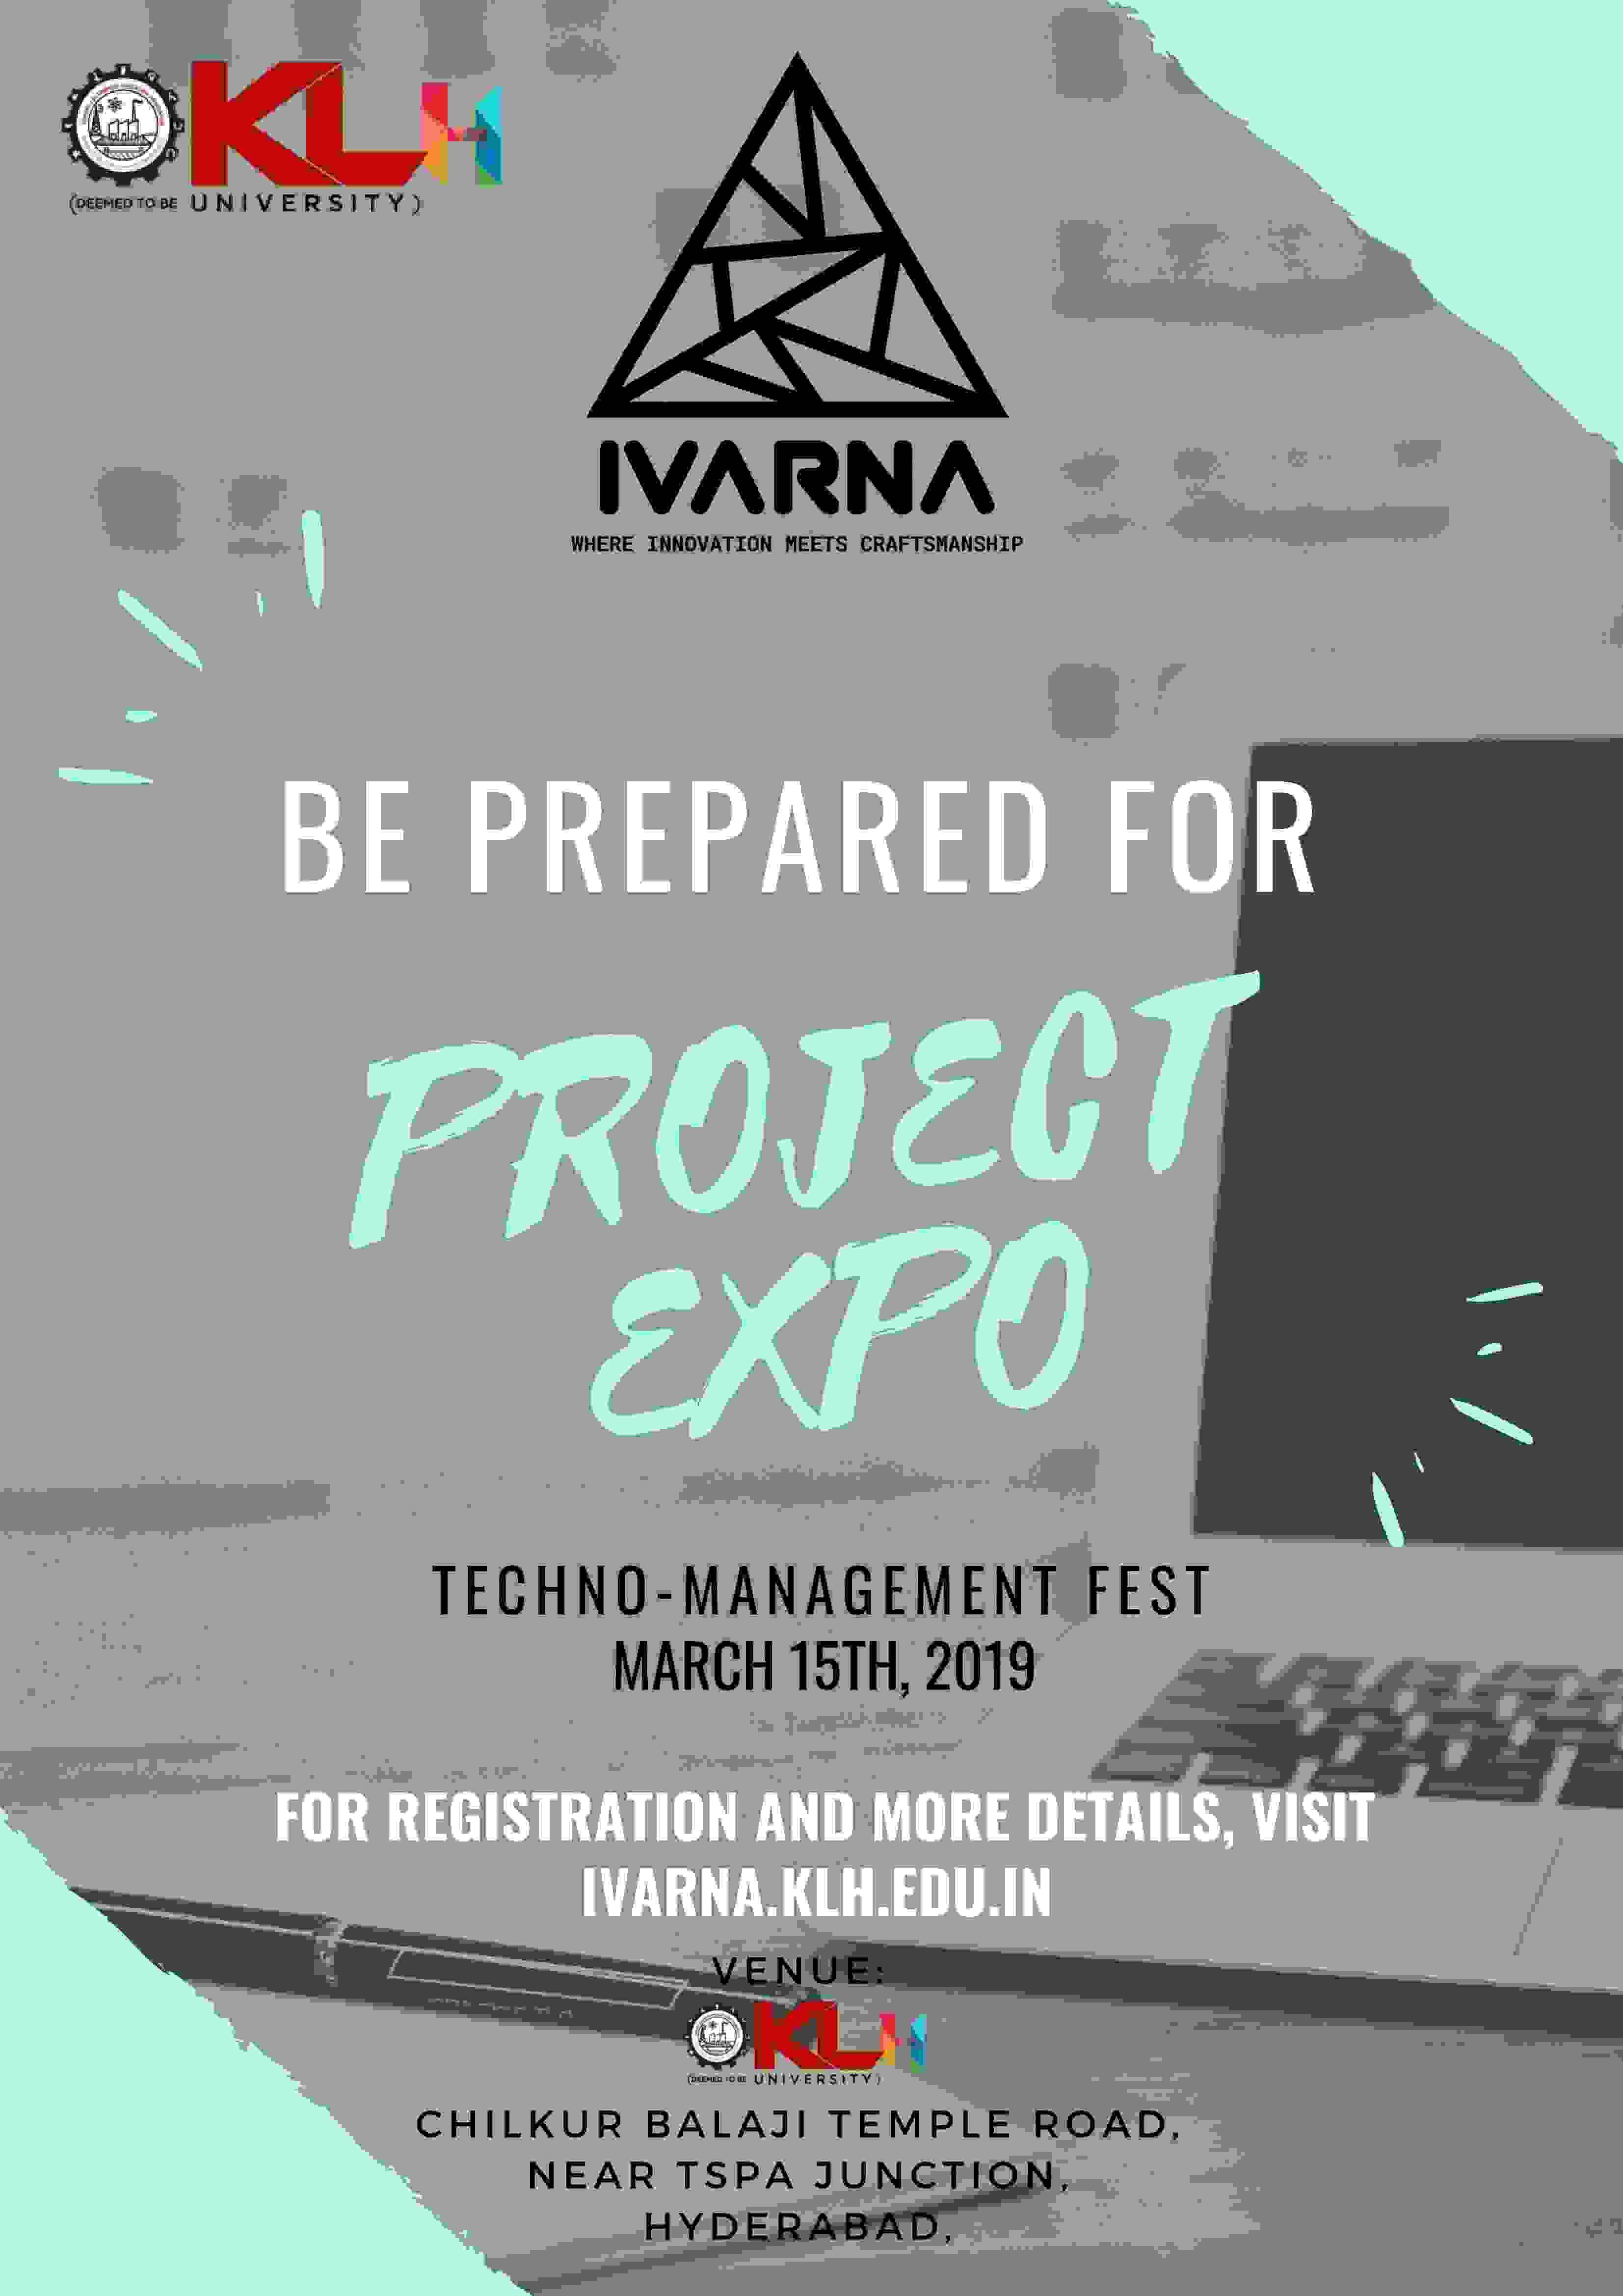 KLH
(DEEMED TO BE UNIVERSITY)
IVARNA
WHERE INNOVATION MEETS CRAFTSMANSHIP
BE PREPARED FOR
PROJECT
EXPO
TECHNO-MANAGEMENT FEST
MARCH 15TH, 2019
FOR REGISTRATION AND MORE DETAILS, VISIT
IVARNA.KLH.EDU.IN
VENUE:
KLH
(DEEMED TO BE UNIVERSITY)
CHILKUR BALAJI TEMPLE ROAD,
NEAR TSPA JUNCTION,
HYDERABAD,